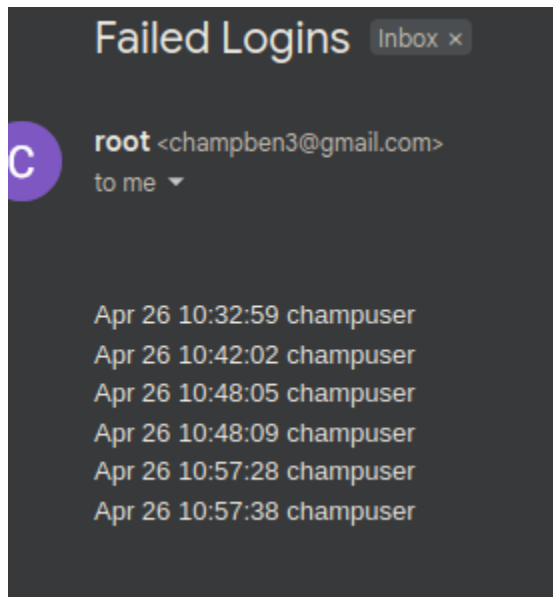 Failed Logins Inbox ×
C
root <champben3@gmail.com>
to me
Apr 26 10:32:59 champuser
Apr 26 10:42:02 champuser
Apr 26 10:48:05 champuser
Apr 26 10:48:09 champuser
Apr 26 10:57:28 champuser
Apr 26 10:57:38 champuser